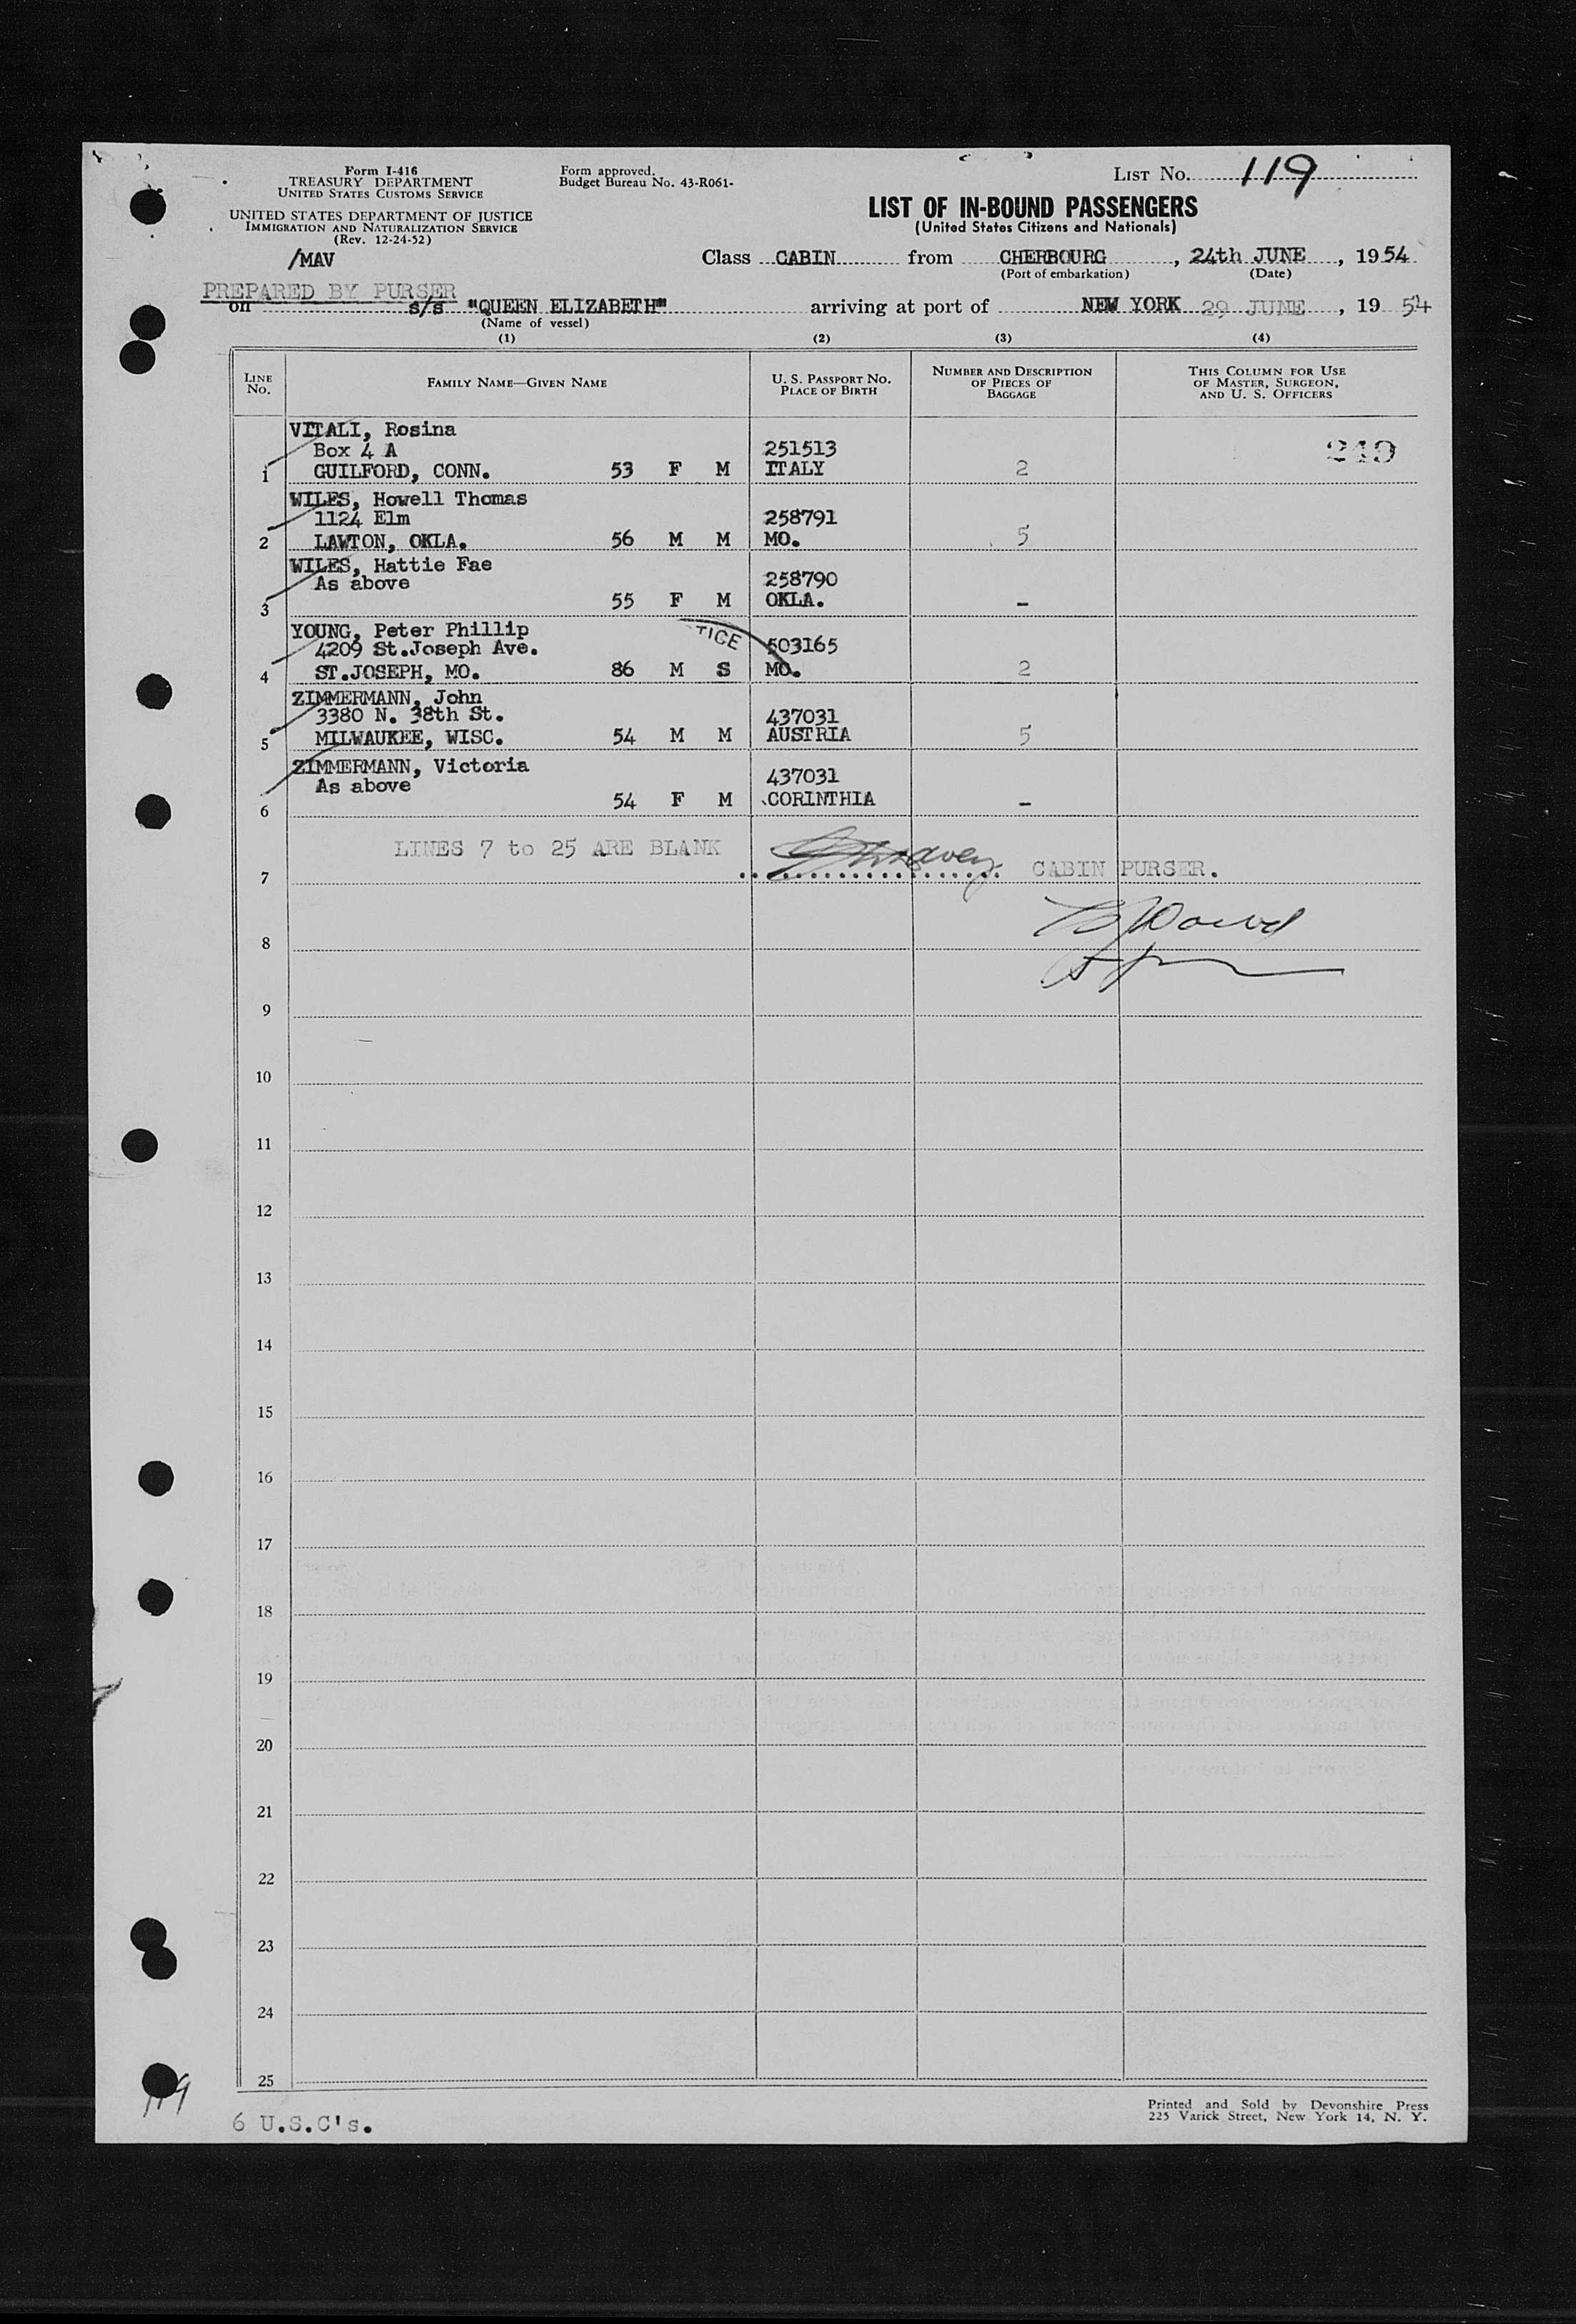 Form I-416
TREASURY DEPARTMENT
UNITED STATES CUSTOMS SERVICE
UNITED STATES DEPARTMENT OF JUSTICE
IMMIGRATION AND NATURALIZATION SERVICE
(Rev. 12-24-52)
/MAV
Form approved.
Budget Bureau No. 43-R061-
LIST NO. 119
LIST OF IN-BOUND PASSENGERS
(United States Citizens and Nationals)
Class CABIN from CHERBOURG, 24th JUNE, 1954
(Port of embarkation) (Date)
PREPARED BY PURSER
on s/s "QUEEN ELIZABETH" arriving at port of NEW YORK 29 JUNE, 19 54
(Name of vessel)
(1) (2) (3) (4)
LINE NO.
FAMILY NAME—GIVEN NAME
U. S. PASSPORT NO.
PLACE OF BIRTH
NUMBER AND DESCRIPTION
OF PIECES OF
BAGGAGE
THIS COLUMN FOR USE
OF MASTER, SURGEON,
AND U. S. OFFICERS
VITALI, Rosina
Box 4 A 251513 249
1 GUILFORD, CONN. 53 F M ITALY 2
WILES, Howell Thomas
1124 Elm 258791
2 LAWTON, OKLA. 56 M M MO. 5
WILES, Hattie Fae
As above 258790
3 55 F M OKLA. -
YOUNG, Peter Phillip
4209 St.Joseph Ave. TICE 503165
4 ST.JOSEPH, MO. 86 M S MO. 2
ZIMMERMANN, John
3380 N. 38th St. 437031
5 MILWAUKEE, WISC. 54 M M AUSTRIA 5
ZIMMERMANN, Victoria
As above 437031
6 54 F M CORINTHIA -
LINES 7 to 25 ARE BLANK
7 CABIN PURSER.
8
9
10
11
12
13
14
15
16
17
18
19
20
21
22
23
24
25
119
6 U.S.C's.
Printed and Sold by Devonshire Press
225 Varick Street, New York 14, N. Y.